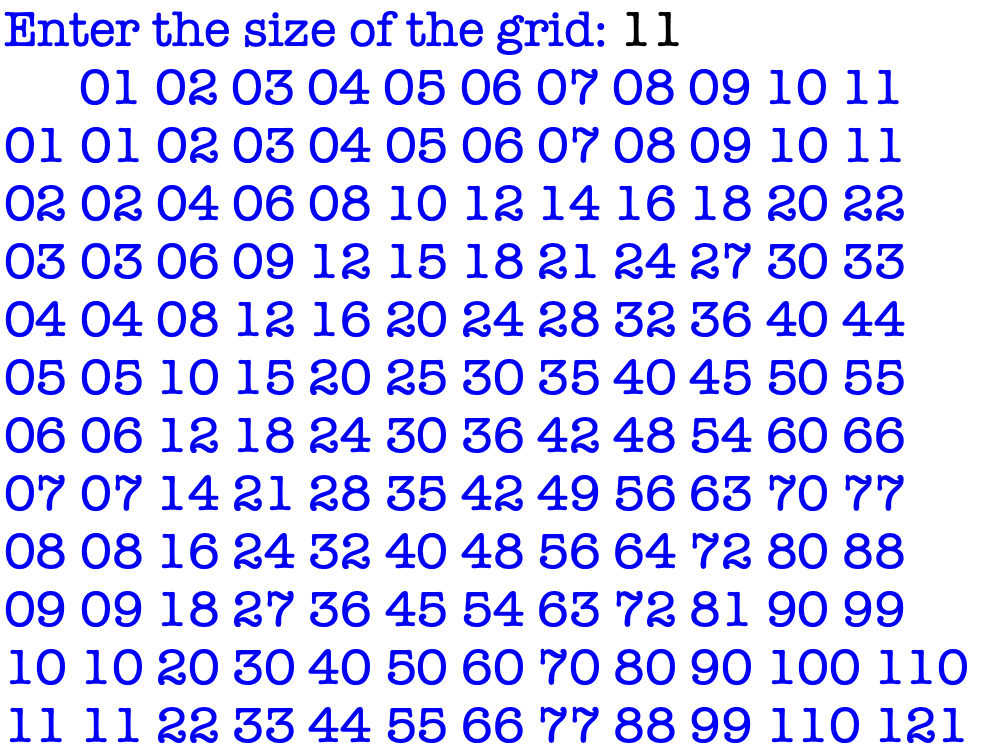 Enter the size of the grid: 11
01 02 03 04 05 06 07 08 09 10 11
01 01 02 03 04 05 06 07 08 09 10 11
02 02 04 06 08 10 12 14 16 18 20 22
03 03 06 09 12 15 18 21 24 27 30 33
04 04 08 12 16 20 24 28 32 36 40 44
05 05 10 15 20 25 30 35 40 45 50 55
06 06 12 18 24 30 36 42 48 54 60 66
07 07 14 21 28 35 42 49 56 63 70 77
08 08 16 24 32 40 48 56 64 72 80 88
09 09 18 27 36 45 54 63 72 81 90 99
10 10 20 30 40 50 60 70 80 90 100 110
11 11 22 33 44 55 66 77 88 99 110 121